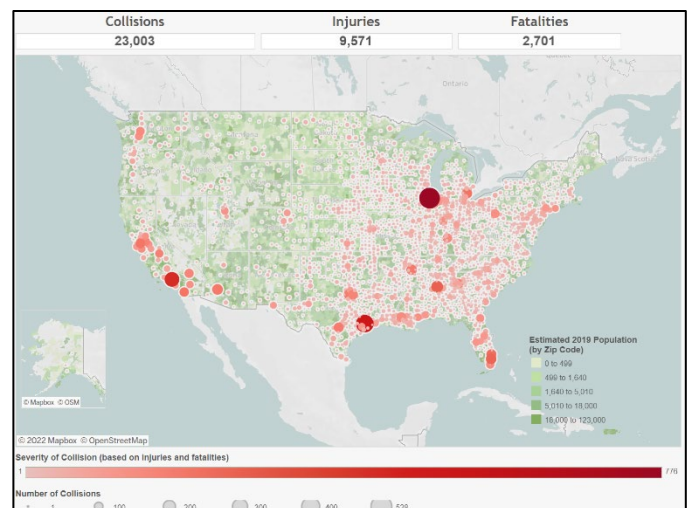 Collisions Injuries Fatalities
23,003 9,571 2,701
Ontario
Nova Scotia
Estimated 2019 Population
(by Zip Code)
0 to 499
499 to 1,640
1,640 to 5,010
5,010 to 18,000
18,000 to 123,000
© Mapbox © OSM
© 2022 Mapbox © OpenStreetMap
Severity of Collision (based on injuries and fatalities)
1 776
Number of Collisions
100 200 300 400 529